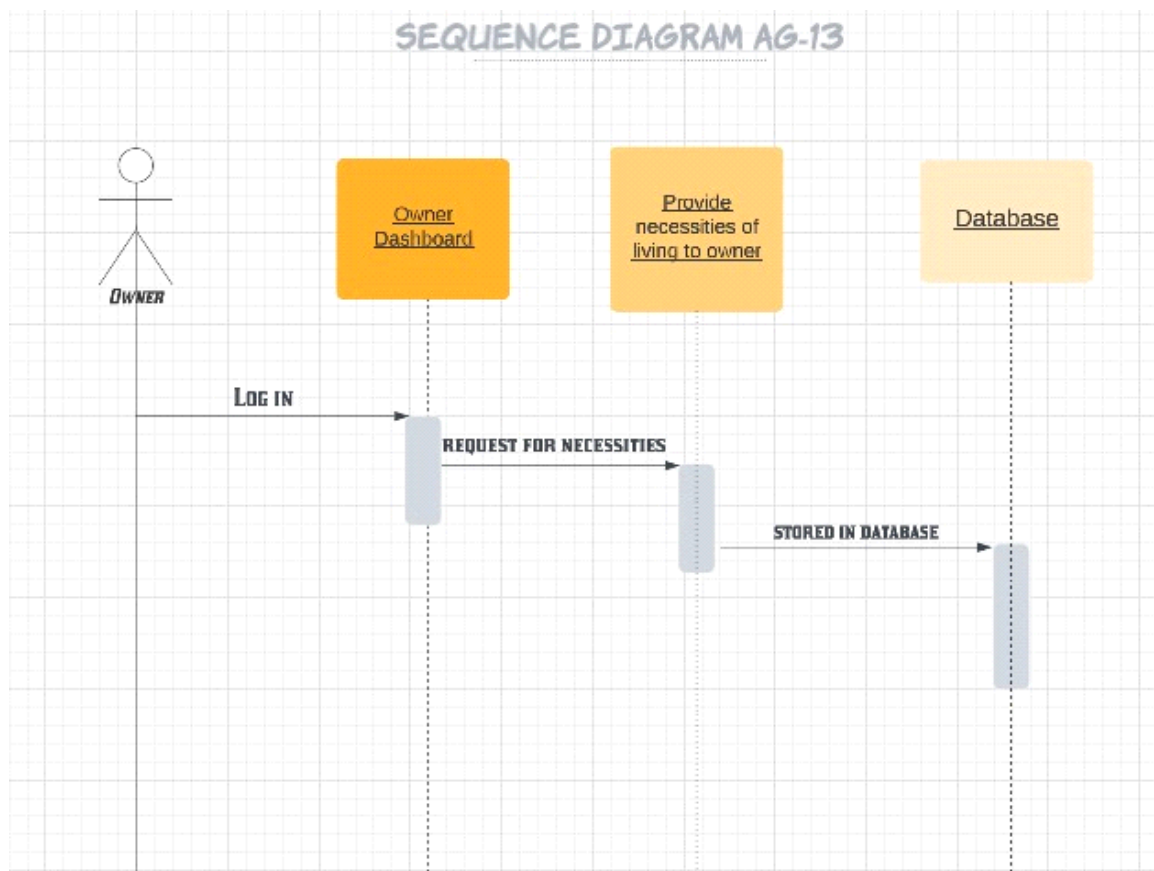 SEQUENCE DIAGRAM AG-13
Owner
Dashboard
Provide
necessities of
living to owner
Database
OWNER
LOG IN
REQUEST FOR NECESSITIES
STORED IN DATABASE